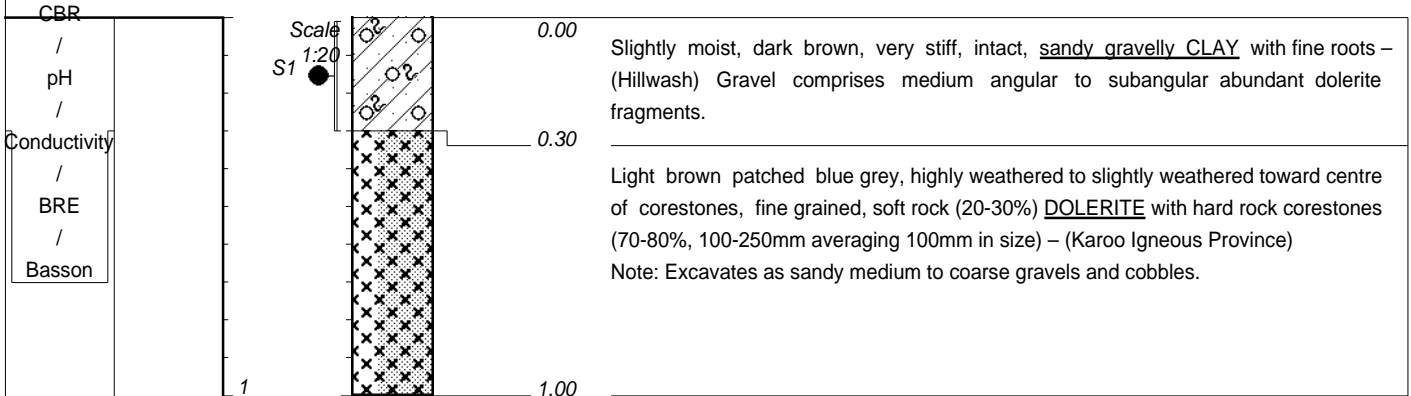 CBR
/
pH
/
Conductivity
/
BRE
/
Basson
Scale
1:20
S1
1
0.00
Slightly moist, dark brown, very stiff, intact, sandy gravelly CLAY with fine roots –
(Hillwash) Gravel comprises medium angular to subangular abundant dolerite
fragments.
0.30
Light brown patched blue grey, highly weathered to slightly weathered toward centre
of corestones, fine grained, soft rock (20-30%) DOLERITE with hard rock corestones
(70-80%, 100-250mm averaging 100mm in size) – (Karoo Igneous Province)
Note: Excavates as sandy medium to coarse gravels and cobbles.
1.00